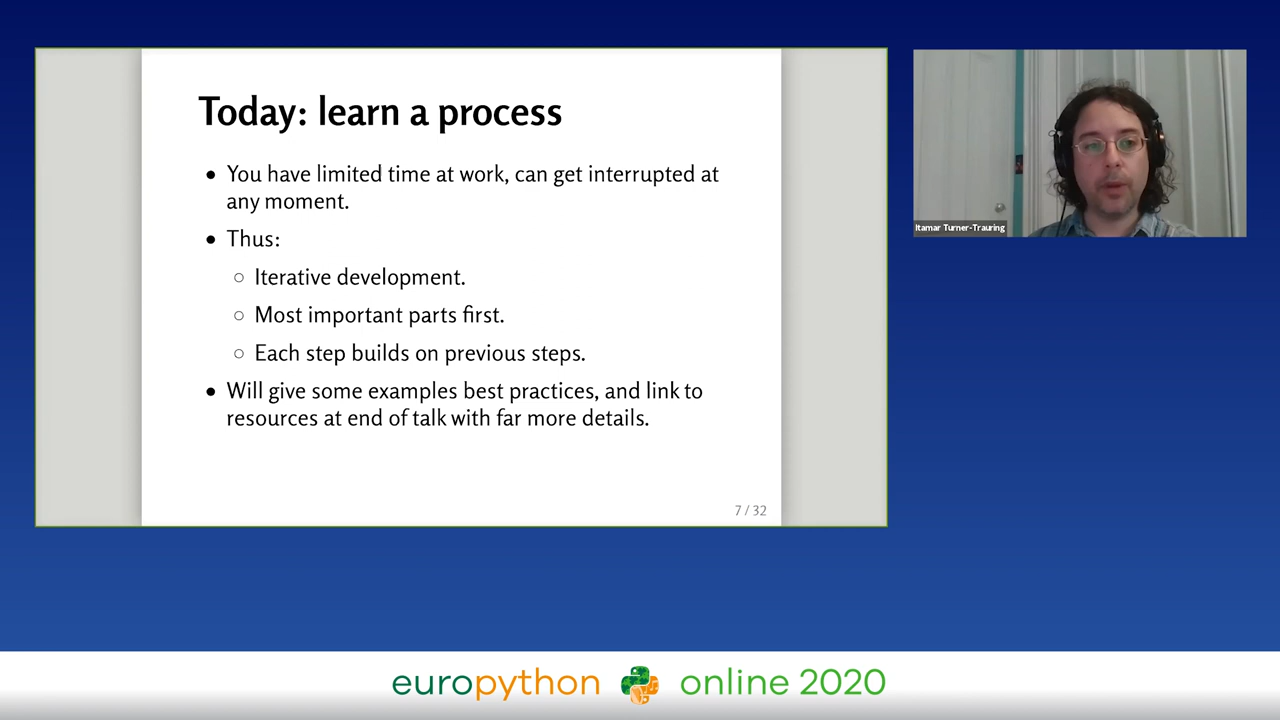 Today: learn a process
• You have limited time at work, can get interrupted at
any moment.
• Thus:
○ Iterative development.
○ Most important parts first.
○ Each step builds on previous steps.
• Will give some examples best practices, and link to
resources at end of talk with far more details.
7 / 32
Itamar Turner-Trauring
europython online 2020